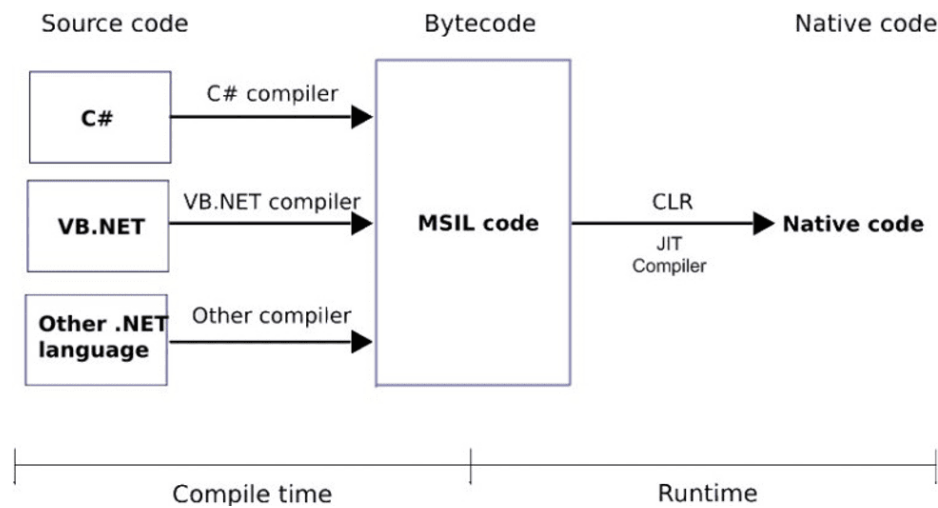 Source code
Bytecode
Native code
C#
C# compiler
VB.NET
VB.NET compiler
MSIL code
CLR
JIT
Compiler
Native code
Other .NET
language
Other compiler
Compile time
Runtime